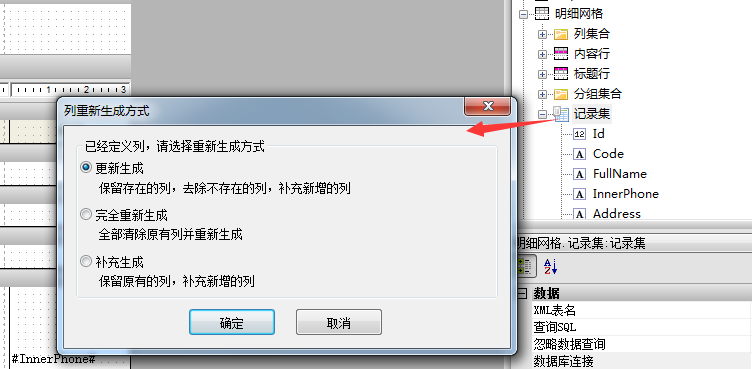 明细网格
列集合
内容行
标题行
分组集合
记录集
12 Id
A Code
A FullName
A InnerPhone
A Address
1 2 3
列重新生成方式
已经定义列，请选择重新生成方式
更新生成
保留存在的列，去除不存在的列，补充新增的列
完全重新生成
全部清除原有列并重新生成
补充生成
保留原有的列，补充新增的列
确定 取消
#InnerPhone#
明细网格.记录集:记录集
数据
XML表名
查询SQL
忽略数据查询
数据库连接